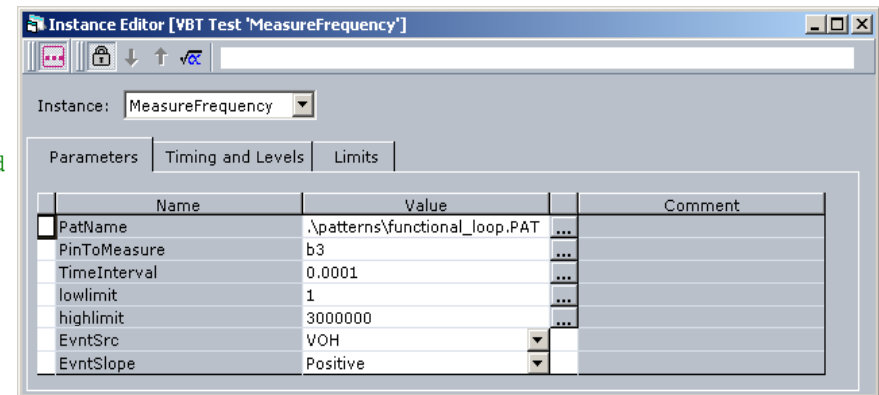 Instance Editor [VBT Test 'MeasureFrequency']
Instance: MeasureFrequency
Parameters Timing and Levels Limits
Name Value Comment
PatName .\patterns\functional_loop.PAT ...
PinToMeasure b3 ...
TimeInterval 0.0001 ...
lowlimit 1 ...
highlimit 3000000 ...
EvntSrc VOH
EvntSlope Positive